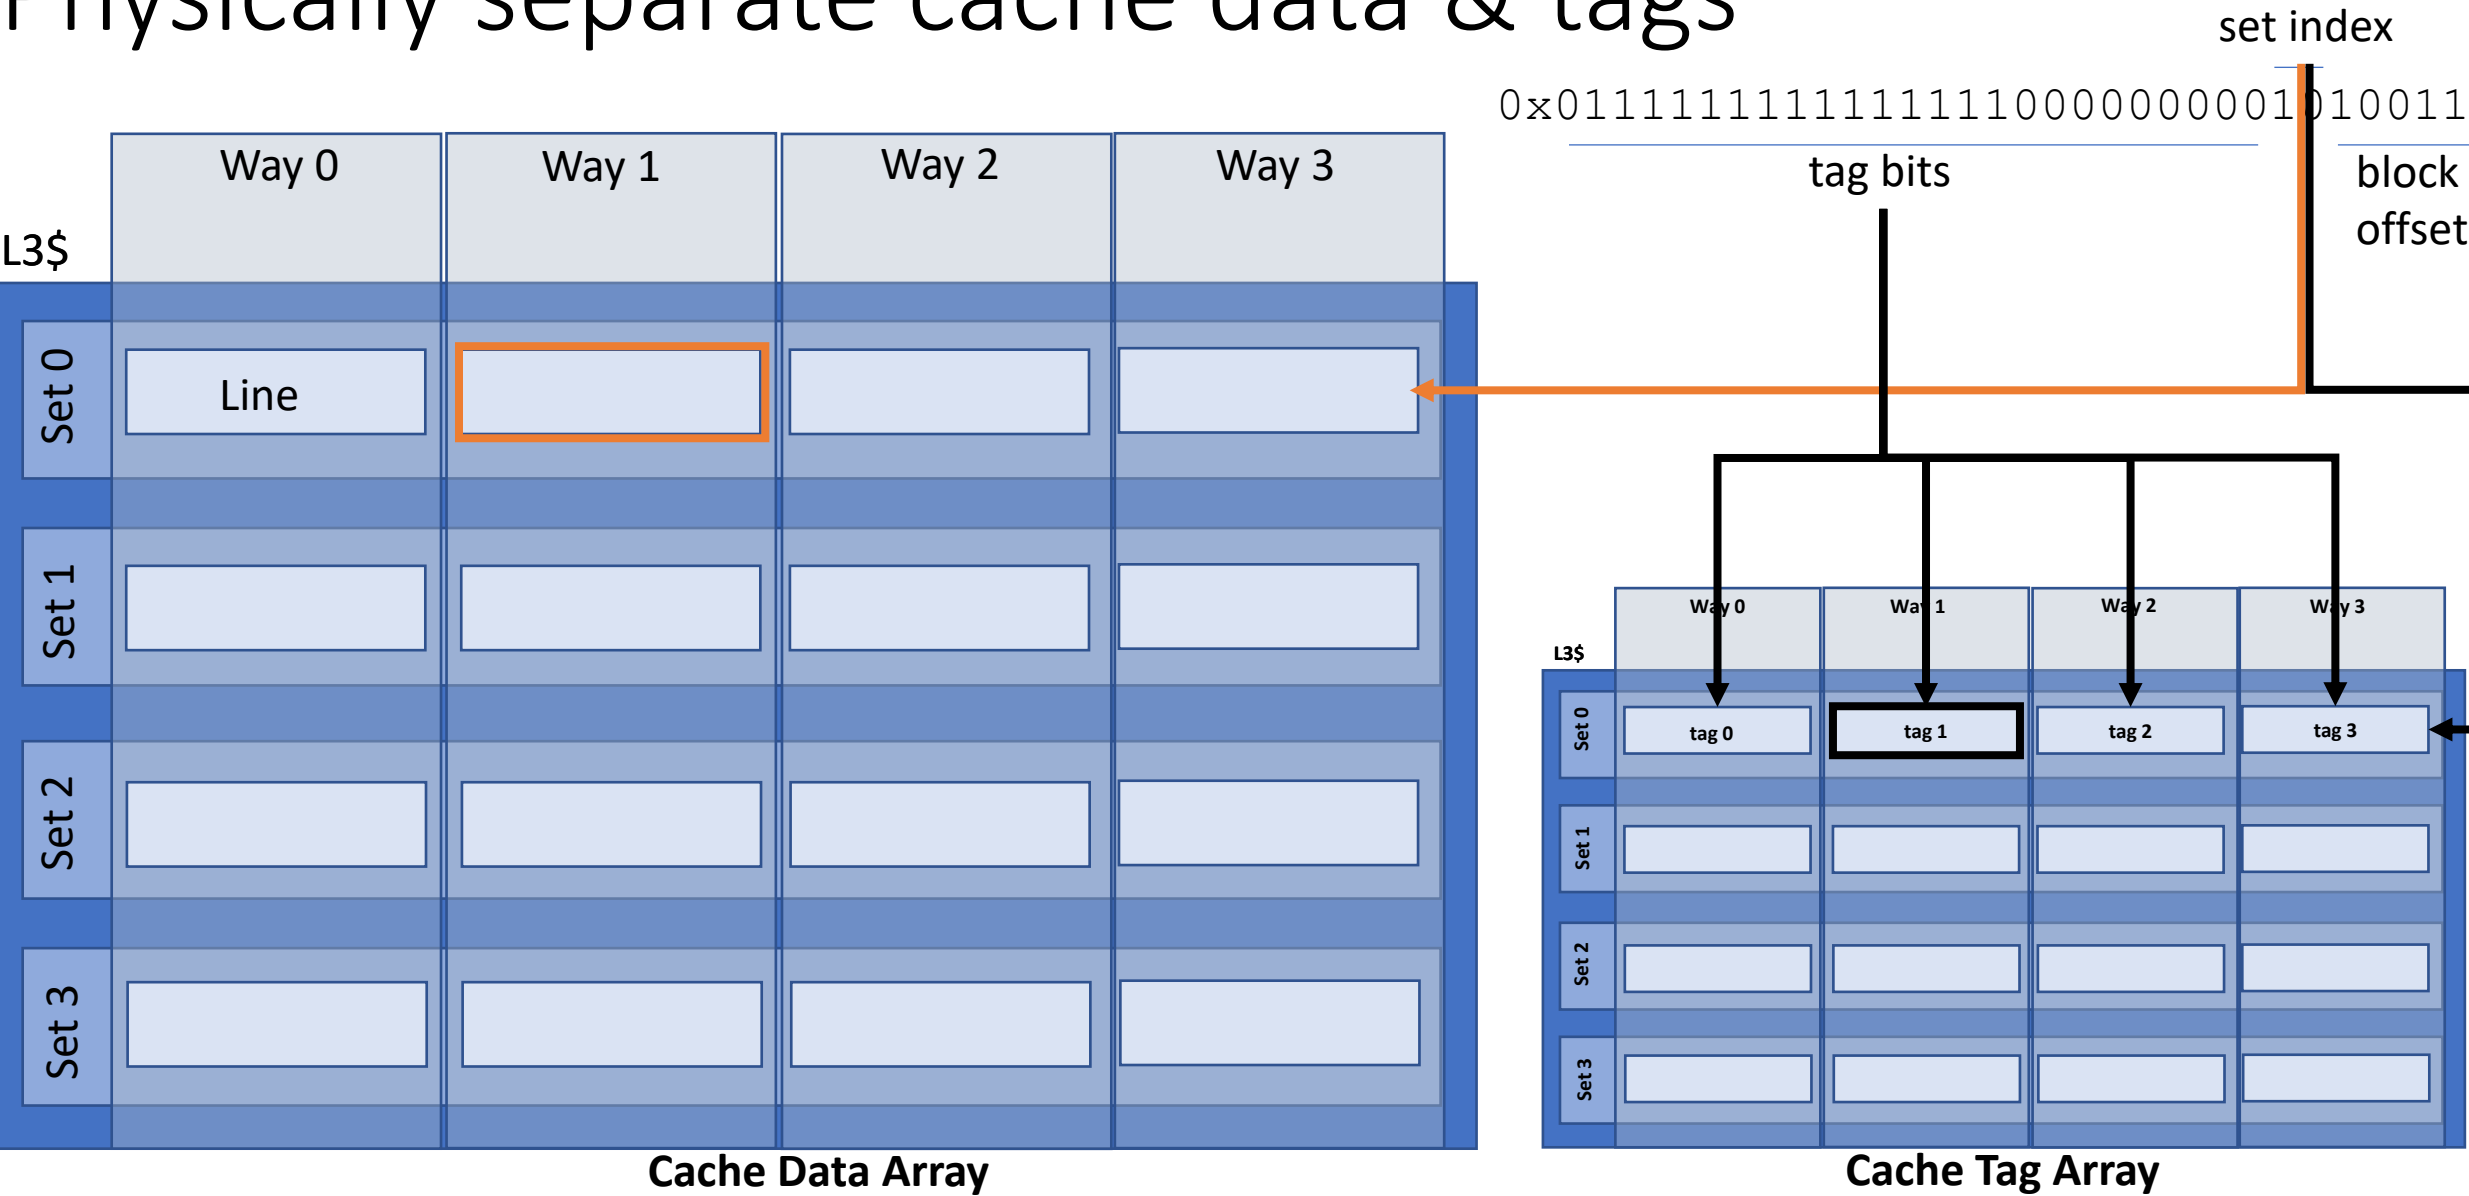 Physically separate cache data & tags
set index
0x01111111111111110000000001010011
tag bits
block
offset
Way 0
Way 1
Way 2
Way 3
L3$
Set 0
Line
Set 1
Set 2
Set 3
Cache Data Array
Way 0
Way 1
Way 2
Way 3
L3$
Set 0
tag 0
tag 1
tag 2
tag 3
Set 1
Set 2
Set 3
Cache Tag Array